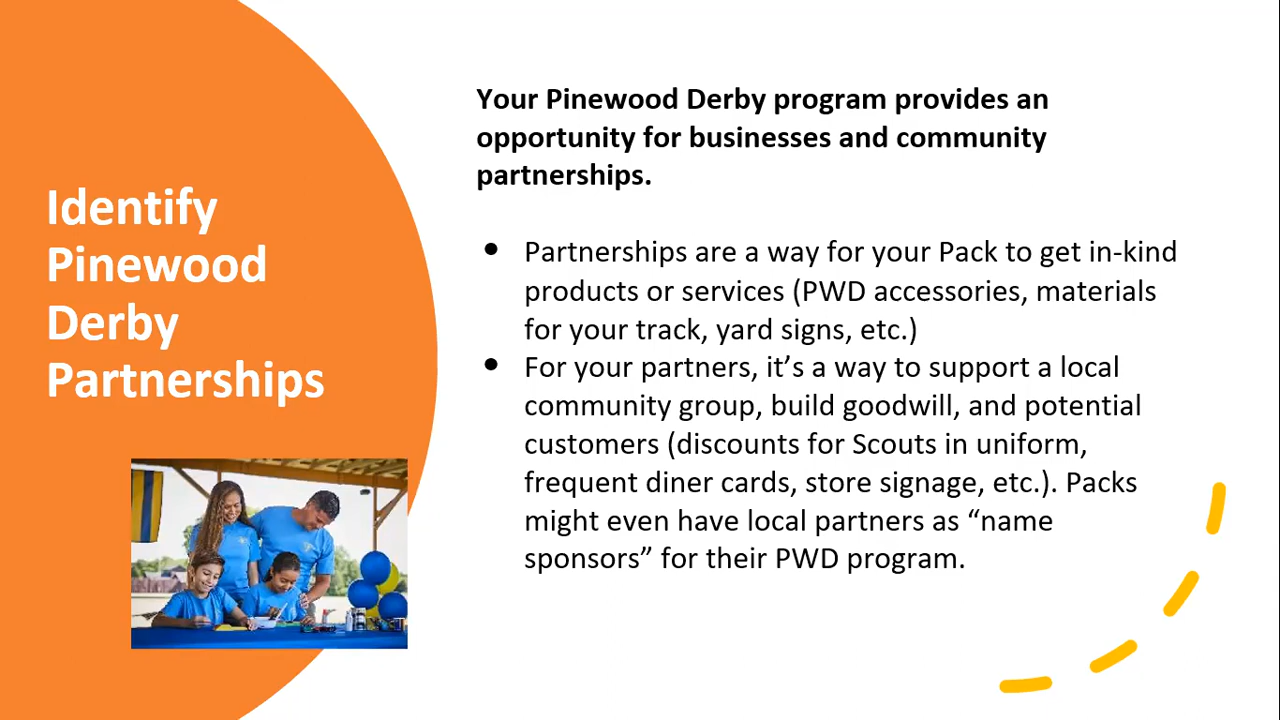 Identify
Pinewood
Derby
Partnerships
Your Pinewood Derby program provides an
opportunity for businesses and community
partnerships.
• Partnerships are a way for your Pack to get in-kind
products or services (PWD accessories, materials
for your track, yard signs, etc.)
• For your partners, it’s a way to support a local
community group, build goodwill, and potential
customers (discounts for Scouts in uniform,
frequent diner cards, store signage, etc.). Packs
might even have local partners as “name
sponsors” for their PWD program.